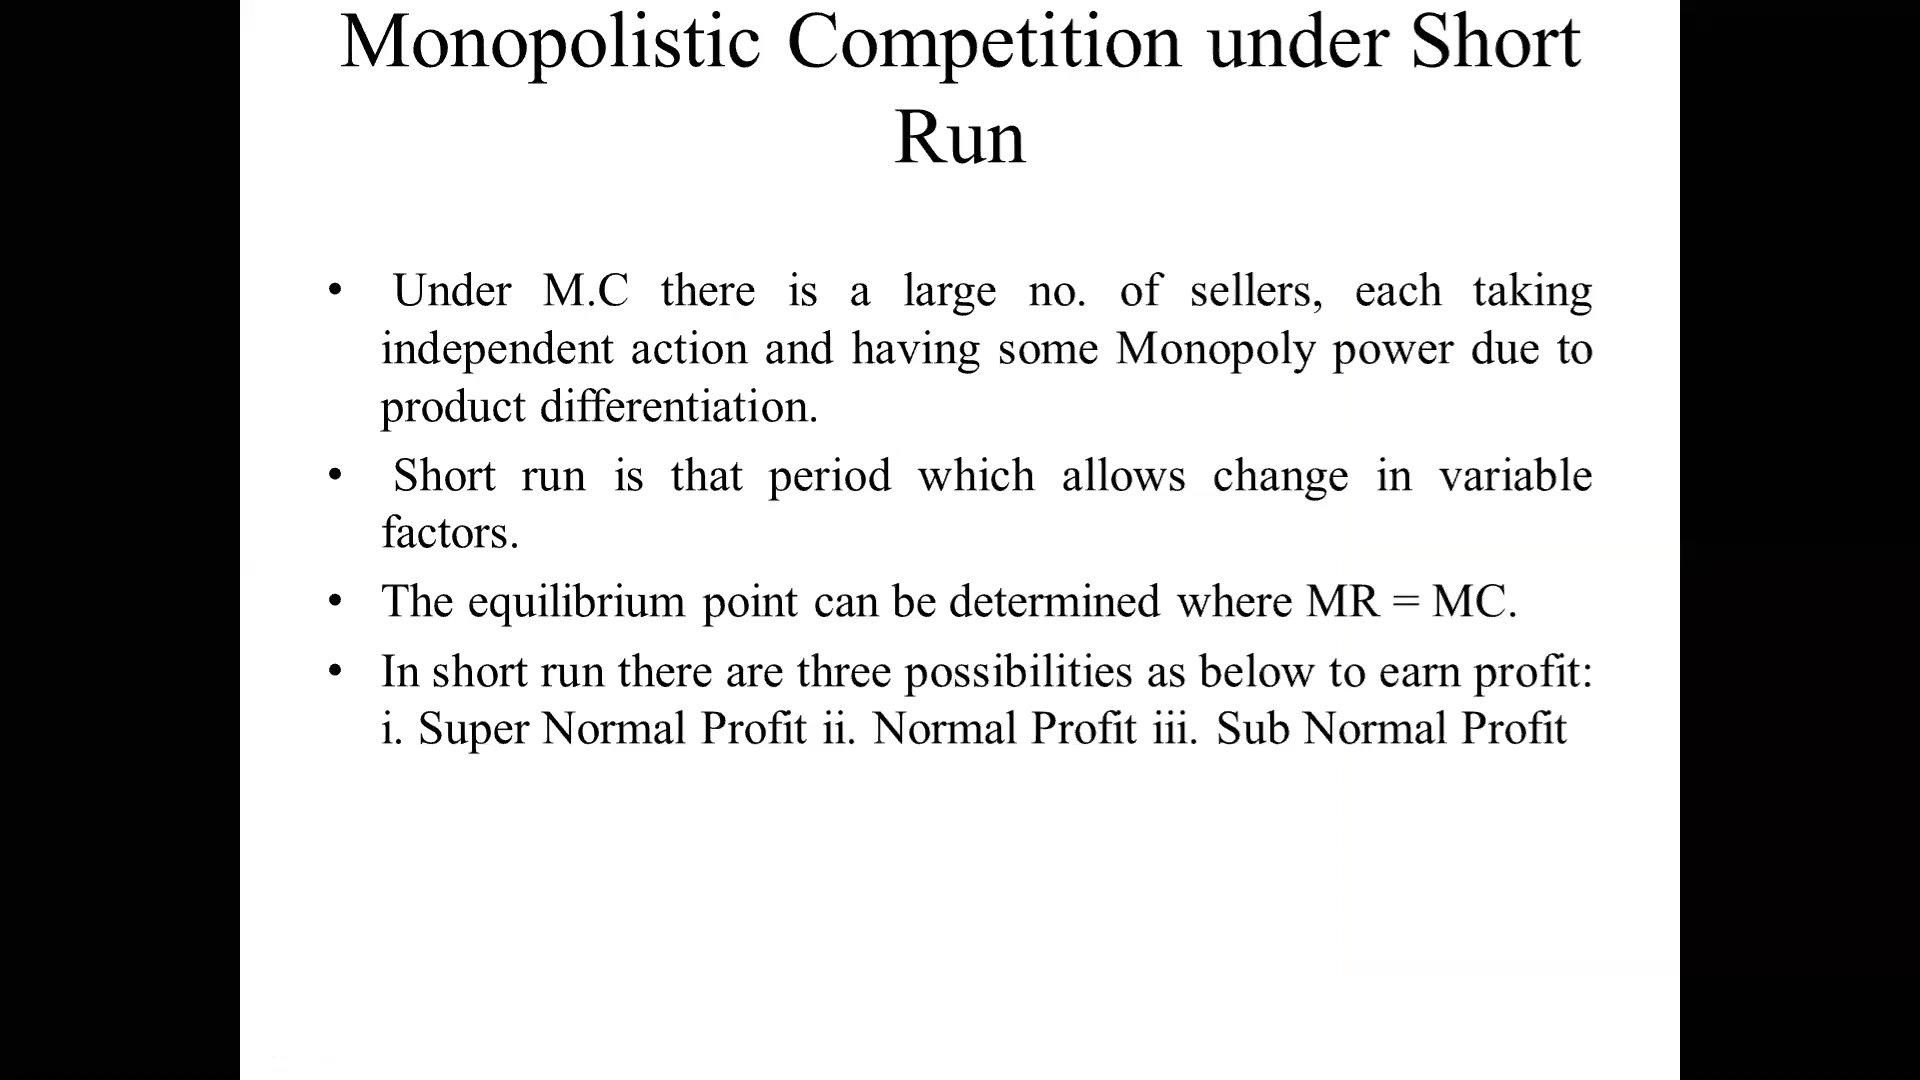 Monopolistic Competition under Short
Run
• Under M.C there is a large no. of sellers, each taking
independent action and having some Monopoly power due to
product differentiation.
• Short run is that period which allows change in variable
factors.
• The equilibrium point can be determined where MR = MC.
• In short run there are three possibilities as below to earn profit:
i. Super Normal Profit ii. Normal Profit iii. Sub Normal Profit